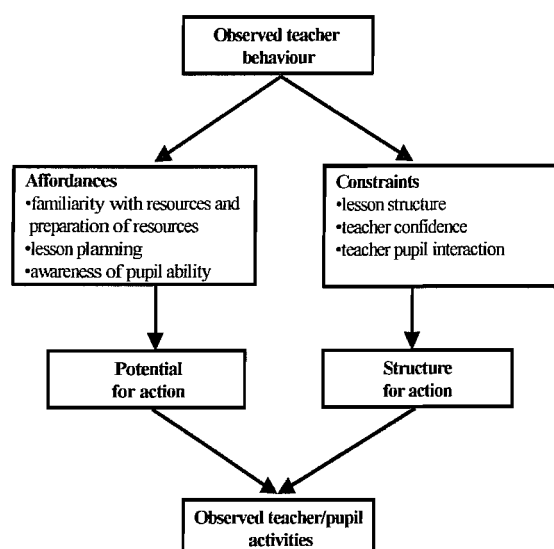 Observed teacher
behaviour
Affordances
•familiarity with resources and
preparation of resources
•lesson planning
•awareness of pupil ability
Constraints
•lesson structure
•teacher confidence
•teacher pupil interaction
Potential
for action
Structure
for action
Observed teacher/pupil
activities